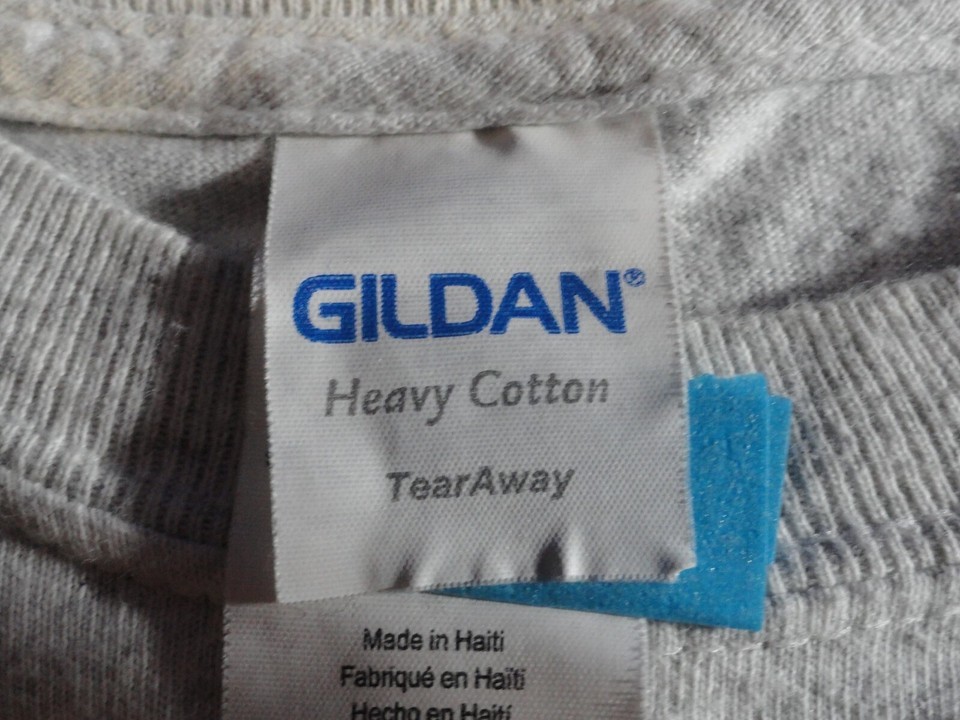 GILDAN®
Heavy Cotton
TearAway
Made in Haiti
Fabriqué en Haïti
Hecho en Haití